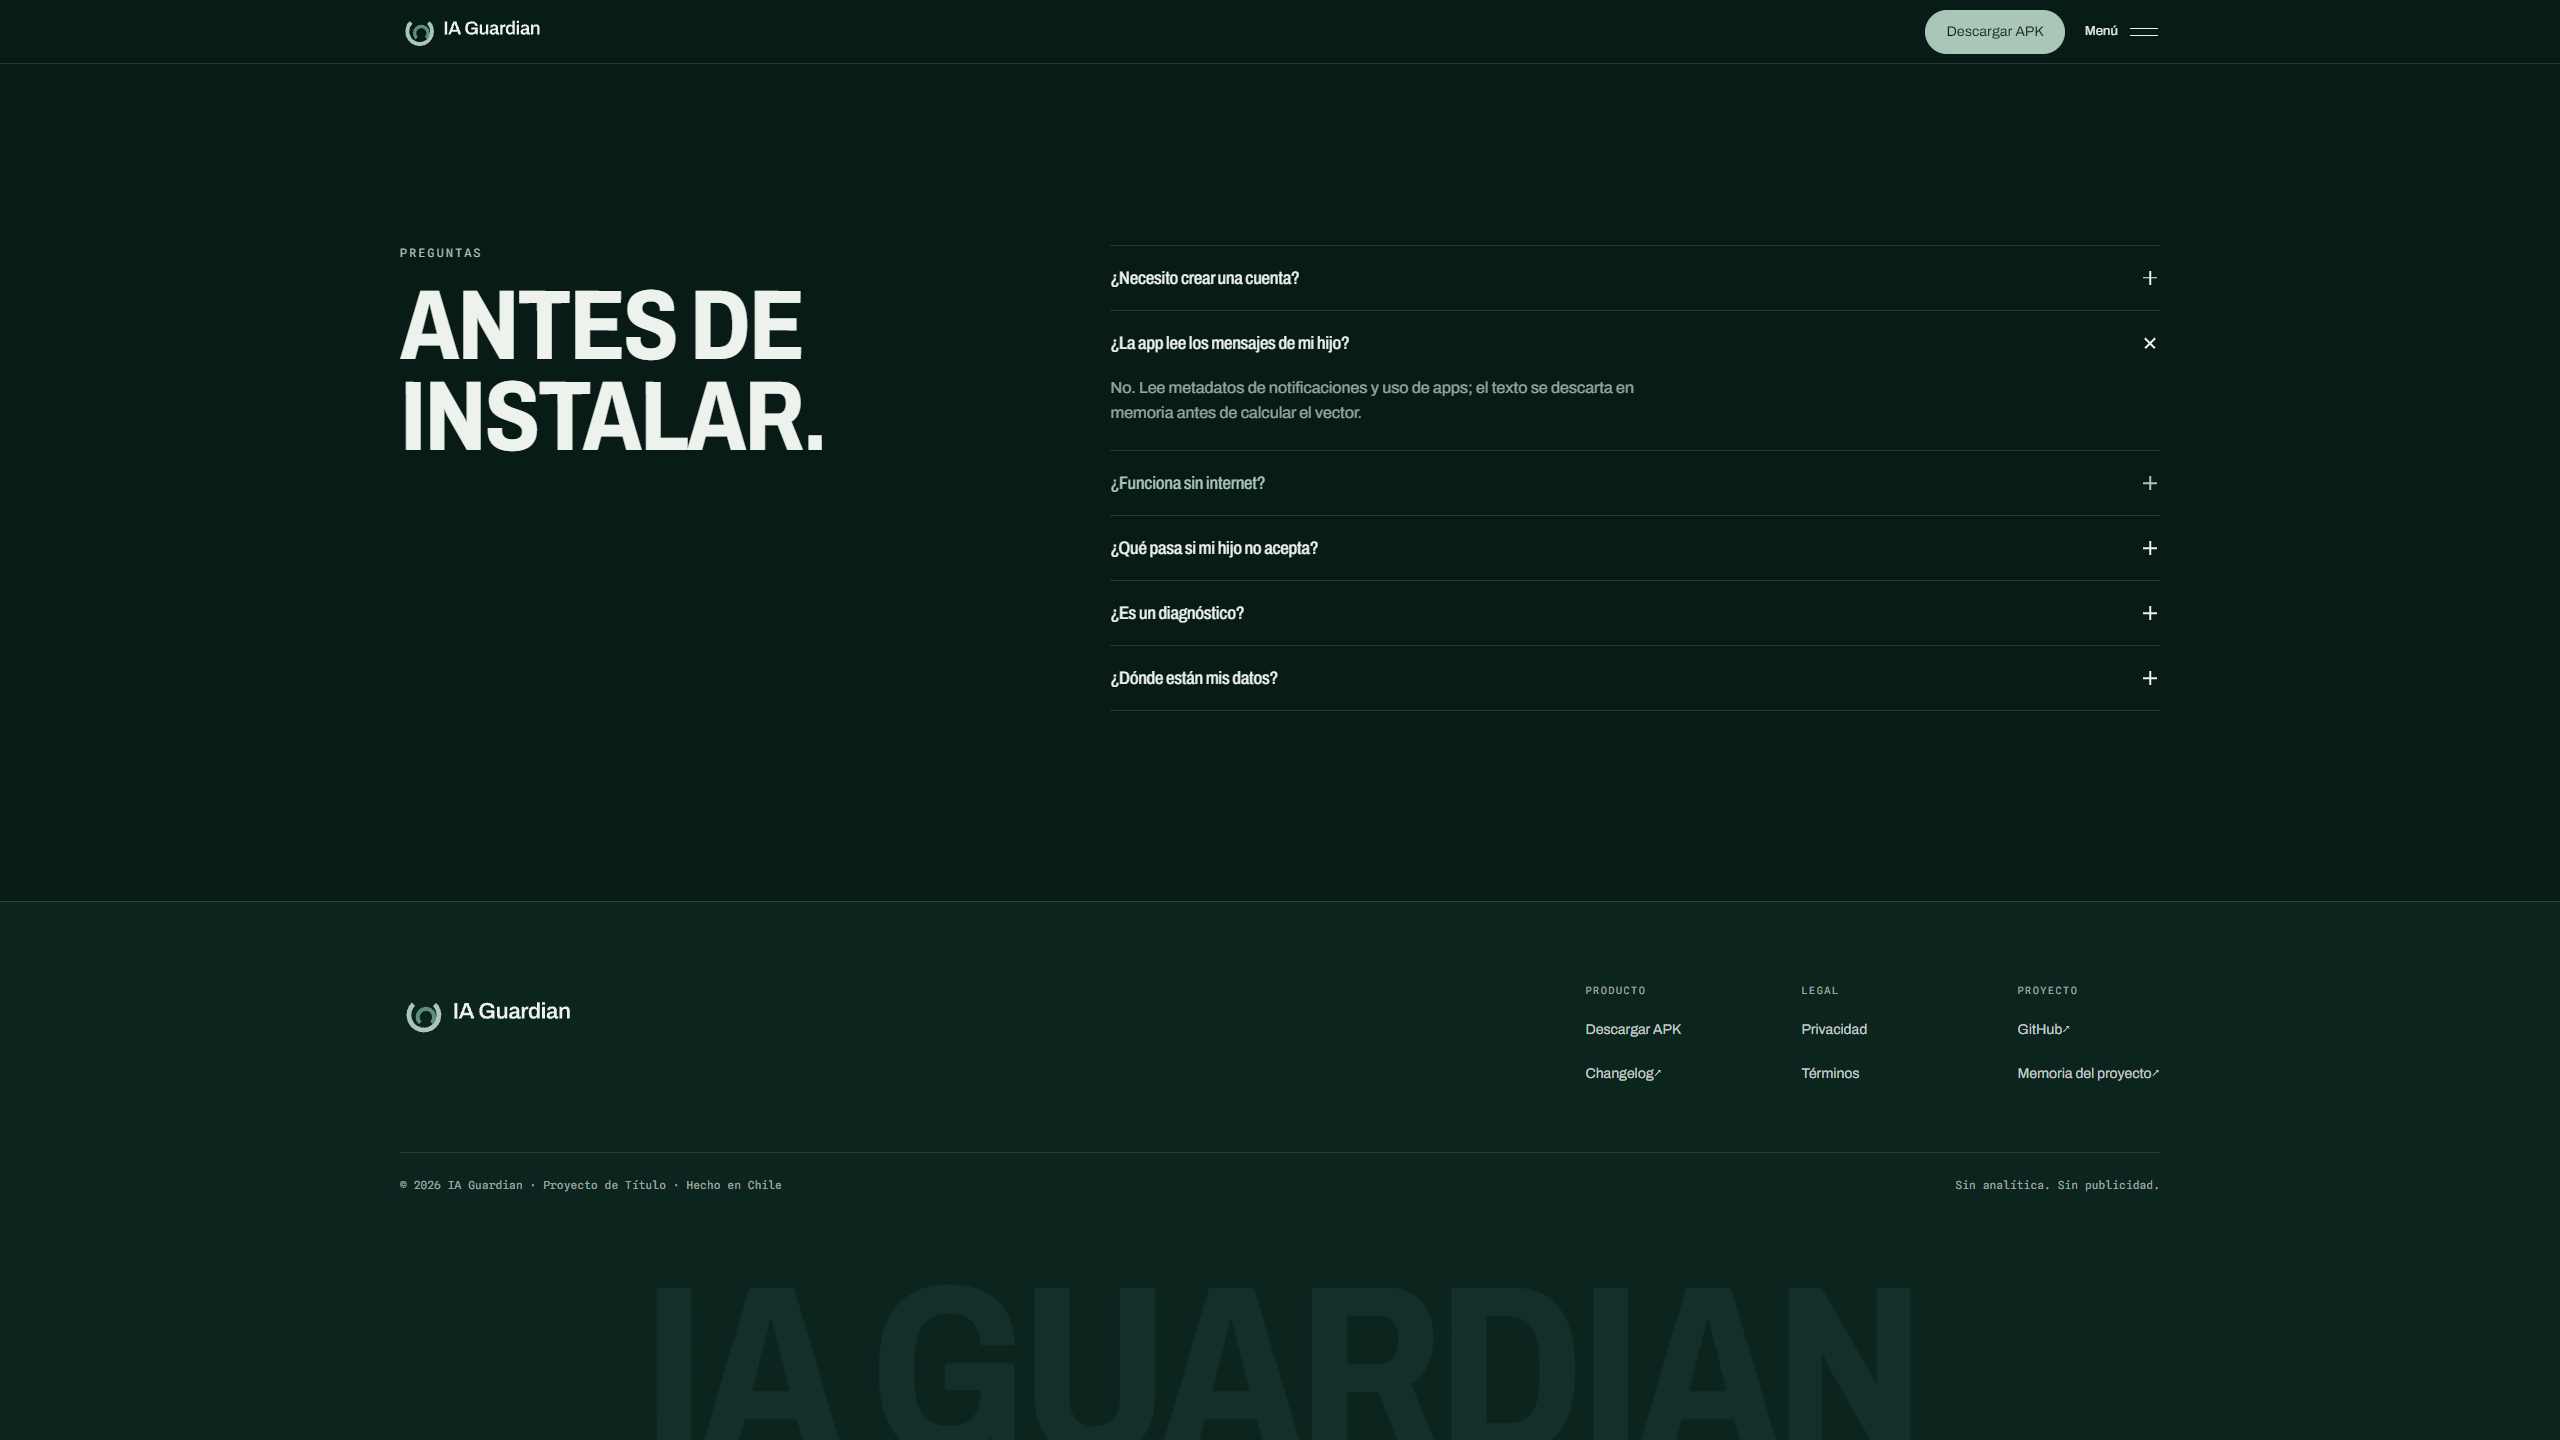 IA Guardian
Descargar APK
Menú
PREGUNTAS
ANTES DE
INSTALAR.
¿Necesito crear una cuenta?
¿La app lee los mensajes de mi hijo?
No. Lee metadatos de notificaciones y uso de apps; el texto se descarta en
memoria antes de calcular el vector.
¿Funciona sin internet?
¿Qué pasa si mi hijo no acepta?
¿Es un diagnóstico?
¿Dónde están mis datos?
IA Guardian
PRODUCTO
Descargar APK
Changelog↗
LEGAL
Privacidad
Términos
PROYECTO
GitHub↗
Memoria del proyecto↗
© 2026 IA Guardian · Proyecto de Título · Hecho en Chile
Sin analítica. Sin publicidad.
IA GUARDIAN